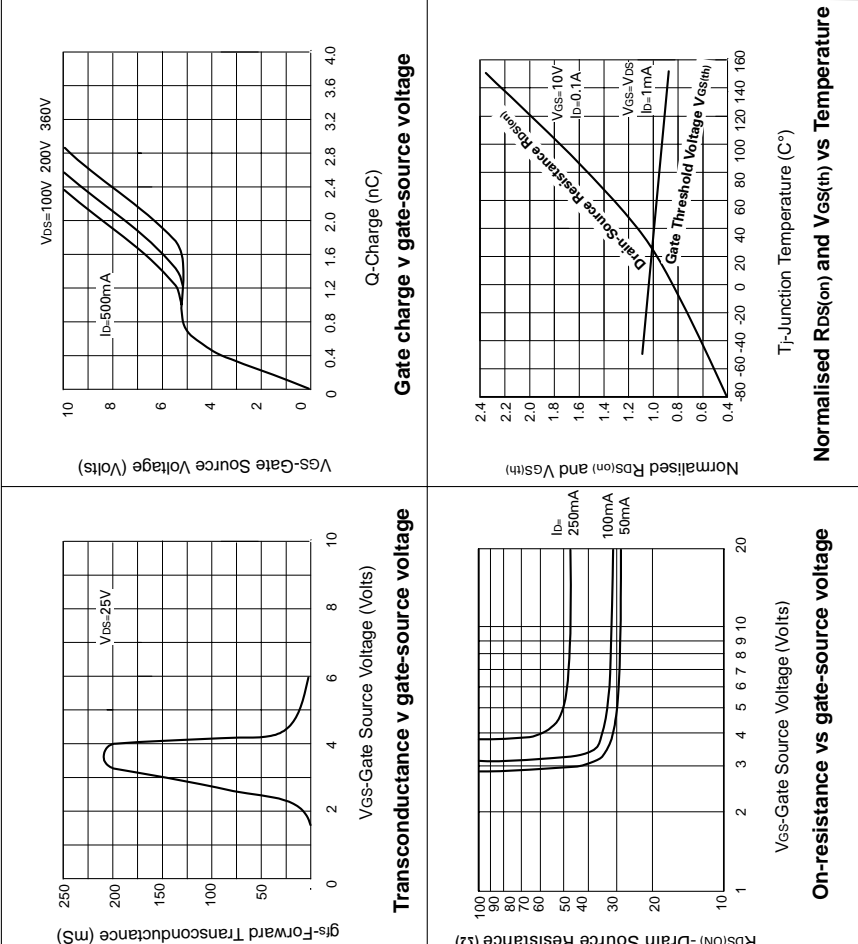 VDS=100V 200V 360V
ID=500mA
10
8
6
4
2
0
0 0.4 0.8 1.2 1.6 2.0 2.4 2.8 3.2 3.6 4.0
VGS-Gate Source Voltage (Volts)
Q-Charge (nC)
Gate charge v gate-source voltage
2.4
2.2
2.0
1.8
1.6
1.4
1.2
1.0
0.8
0.6
0.4
-80 -60 -40 -20 0 20 40 60 80 100 120 140 160
Drain-Source Resistance RDS(on)
VGS=10V
ID=0.1A
VGS=VDS
ID=1mA
Gate Threshold Voltage VGS(th)
Normalised RDS(on) and VGS(th)
Tj-Junction Temperature (C°)
Normalised RDS(on) and VGS(th) vs Temperature
VDS=25V
250
200
150
100
50
0 2 4 6 8 10
gfs-Forward Transconductance (mS)
VGS-Gate Source Voltage (Volts)
Transconductance v gate-source voltage
ID=
250mA
100mA
50mA
100
90
80
70
60
50
40
30
20
10
1 2 3 4 5 6 7 8 9 10 20
RDS(ON) -Drain Source Resistance (Ω)
VGS-Gate Source Voltage (Volts)
On-resistance vs gate-source voltage